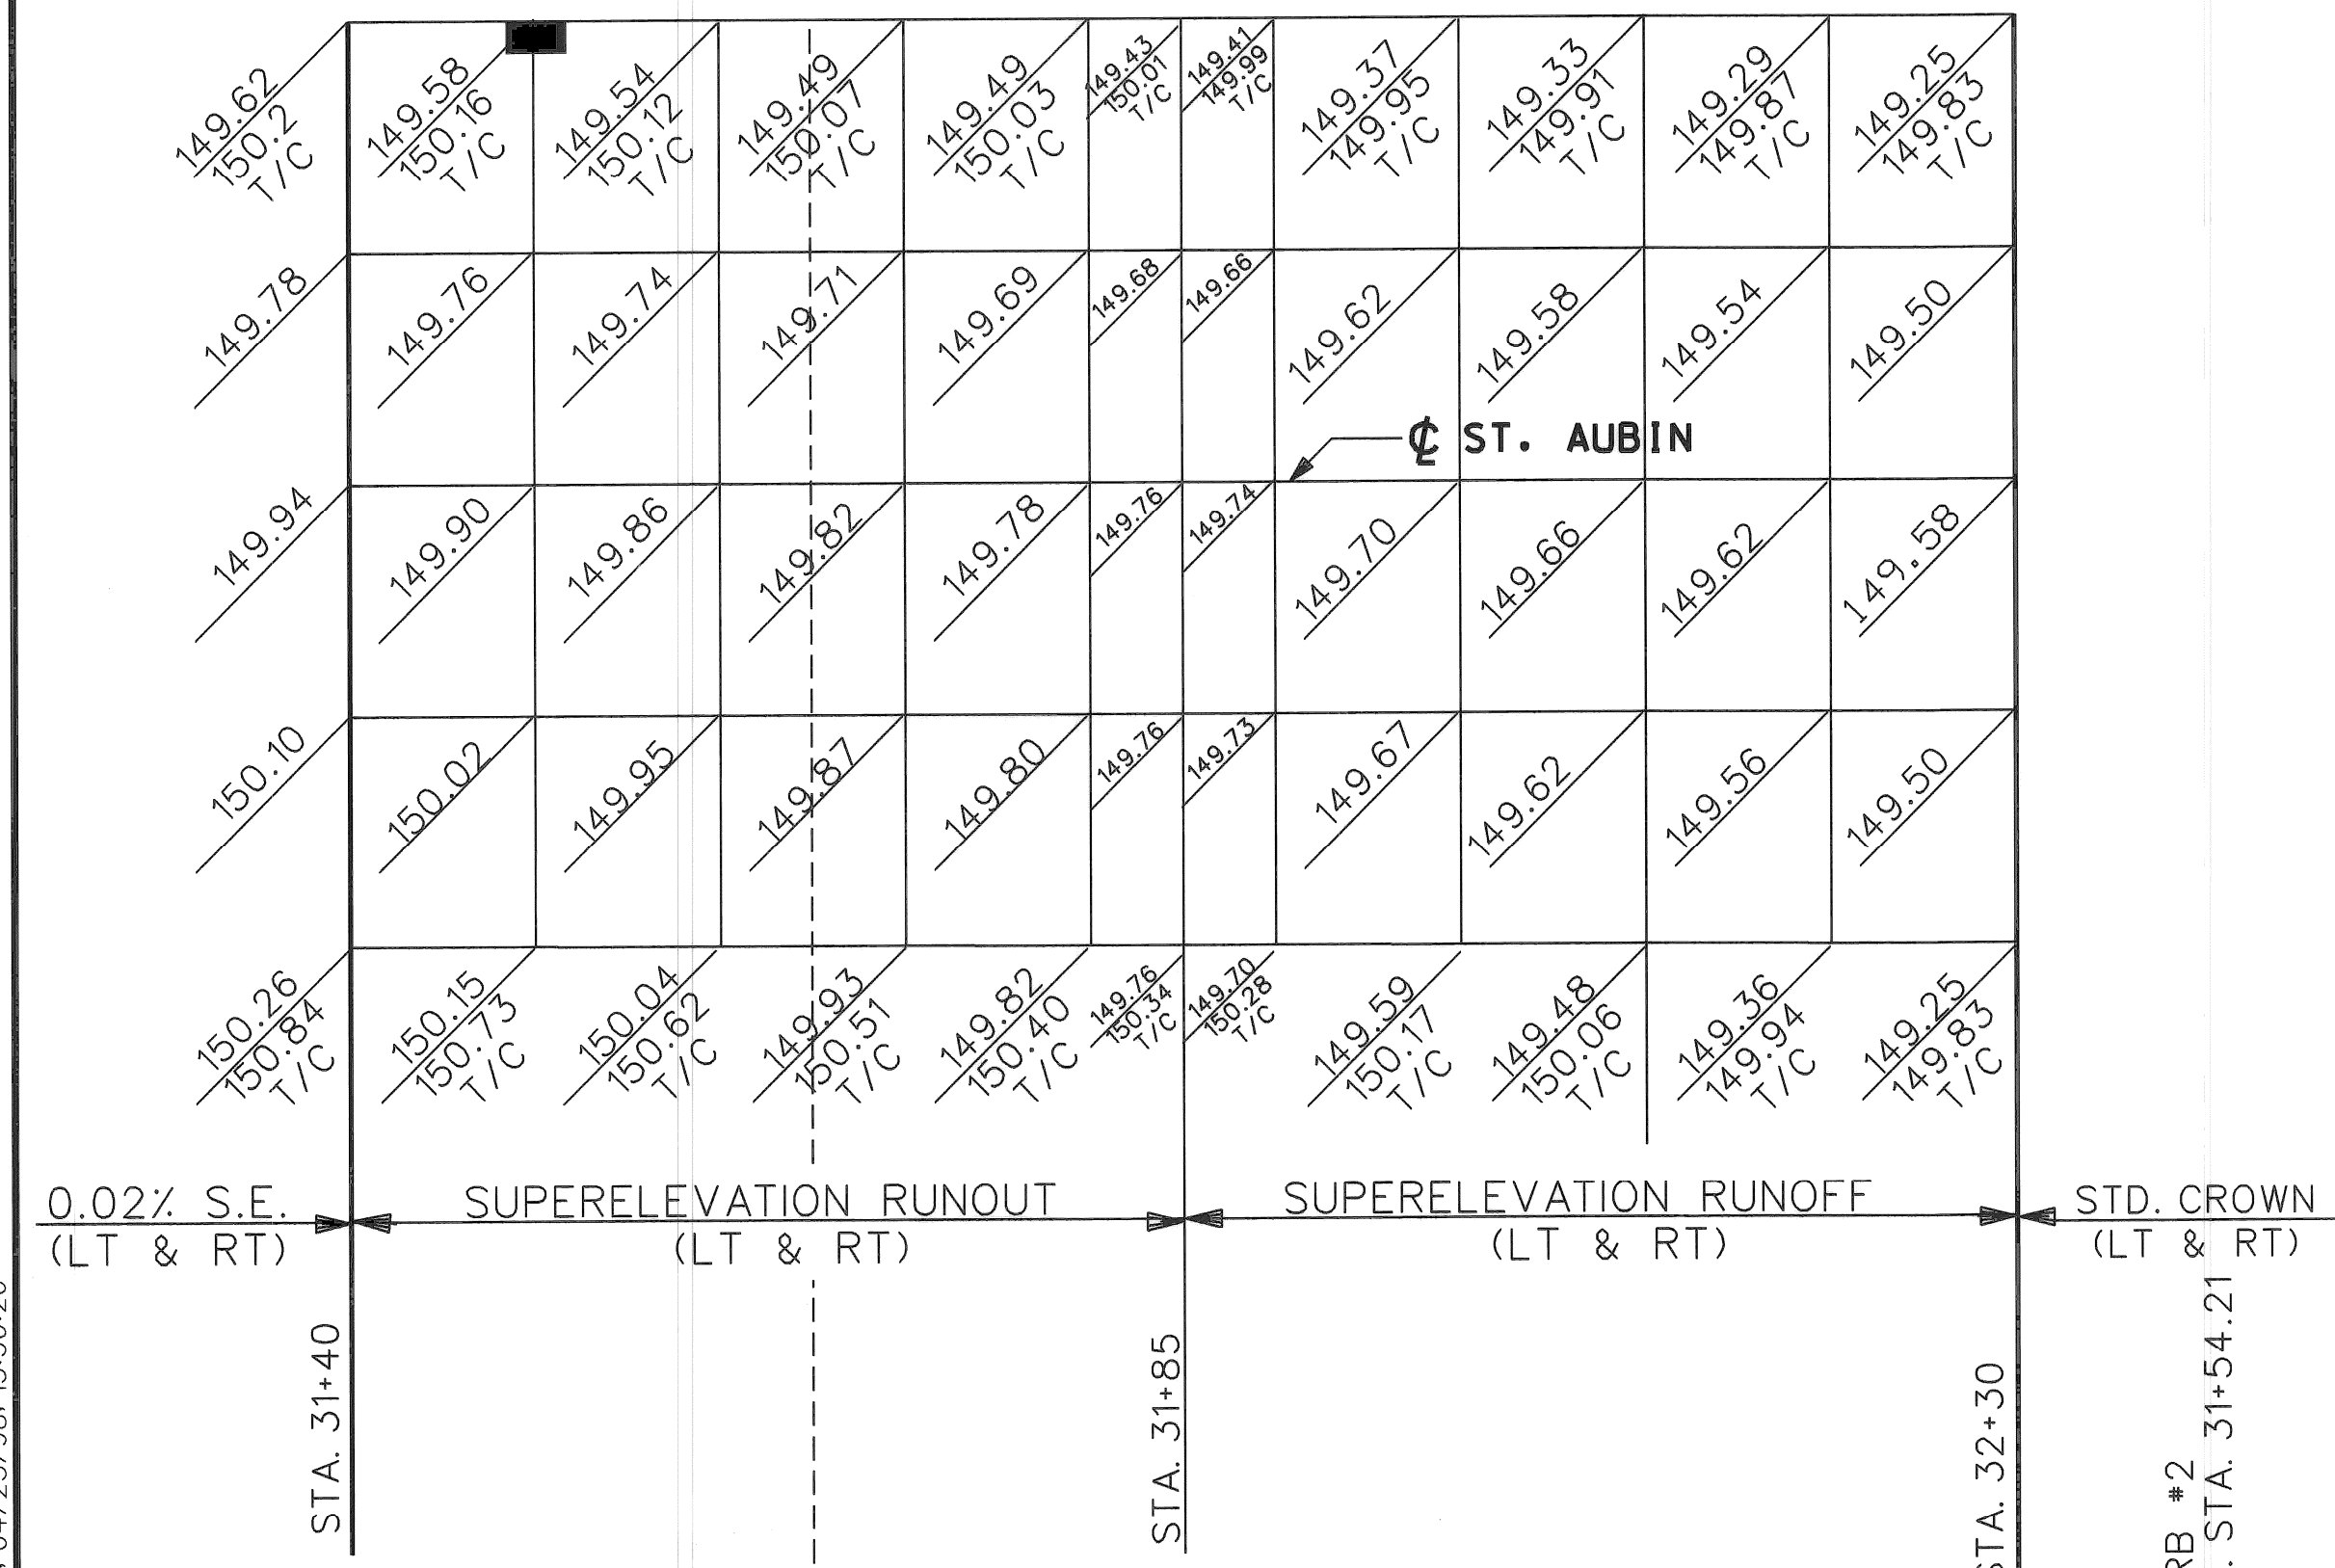 149.62
150.2
T/C
149.58
150.16
T/C
149.54
150.12
T/C
149.49
150.07
T/C
149.49
150.03
T/C
149.43
150.01
T/C
149.41
149.99
T/C
149.37
149.95
T/C
149.33
149.91
T/C
149.29
149.87
T/C
149.25
149.83
T/C
149.78
149.76
149.74
149.71
149.69
149.68
149.66
149.62
149.58
149.54
149.50
℄ ST. AUBIN
149.94
149.90
149.86
149.82
149.78
149.76
149.74
149.70
149.66
149.62
149.58
150.10
150.02
149.95
149.87
149.80
149.76
149.73
149.67
149.62
149.56
149.50
150.26
150.84
T/C
150.15
150.73
T/C
150.04
150.62
T/C
149.93
150.51
T/C
149.82
150.40
T/C
149.76
150.34
T/C
149.70
150.28
T/C
149.59
150.17
T/C
149.48
150.06
T/C
149.36
149.94
T/C
149.25
149.83
T/C
0.02% S.E.
(LT & RT)
SUPERELEVATION RUNOUT
(LT & RT)
SUPERELEVATION RUNOFF
(LT & RT)
STD. CROWN
(LT & RT)
STA. 31+40
STA. 31+85
STA. 32+30
RB #2
. STA. 31+54.21